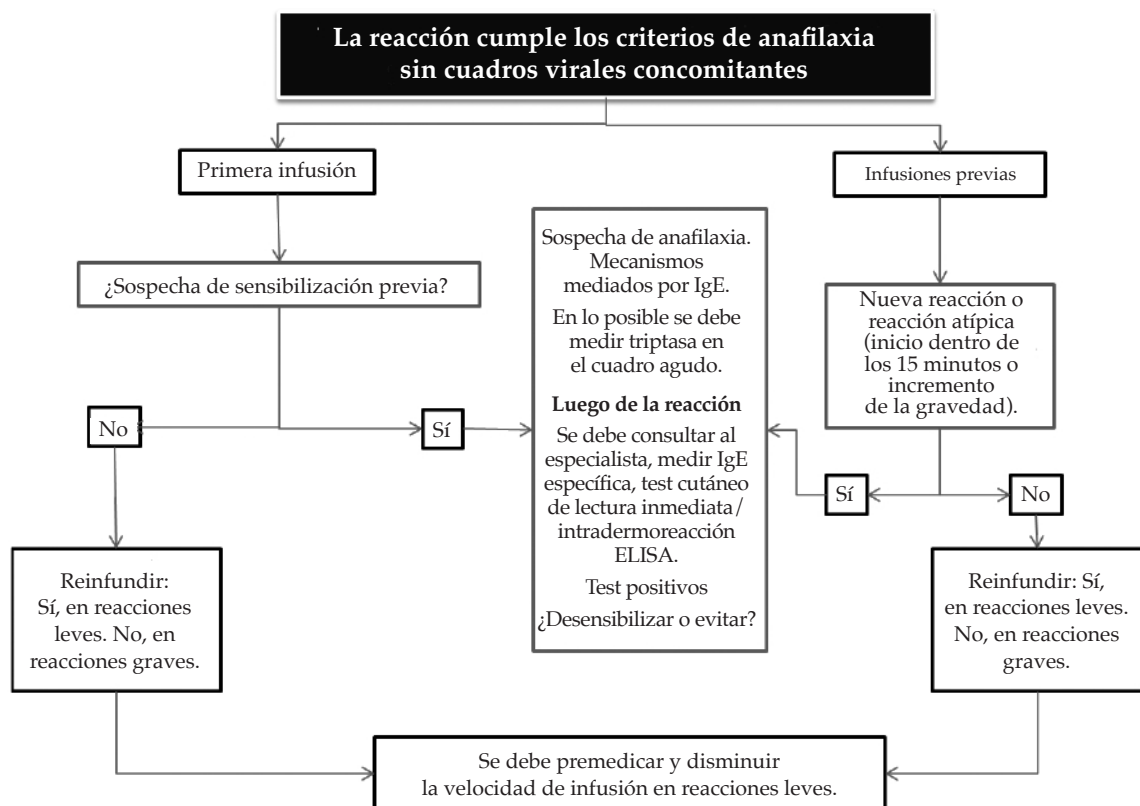 La reacción cumple los criterios de anafilaxia
sin cuadros virales concomitantes
Primera infusión
Infusiones previas
¿Sospecha de sensibilización previa?
Sospecha de anafilaxia.
Mecanismos
mediados por IgE.
En lo posible se debe
medir triptasa en
el cuadro agudo.
Luego de la reacción
Se debe consultar al
especialista, medir IgE
específica, test cutáneo
de lectura inmediata/
intradermoreacción
ELISA.
Test positivos
¿Desensibilizar o evitar?
Nueva reacción o
reacción atípica
(inicio dentro de
los 15 minutos o
incremento
de la gravedad).
No
Sí
Sí
No
Reinfundir:
Sí, en reacciones
leves. No, en
reacciones graves.
Reinfundir: Sí,
en reacciones leves.
No, en reacciones
graves.
Se debe premedicar y disminuir
la velocidad de infusión en reacciones leves.